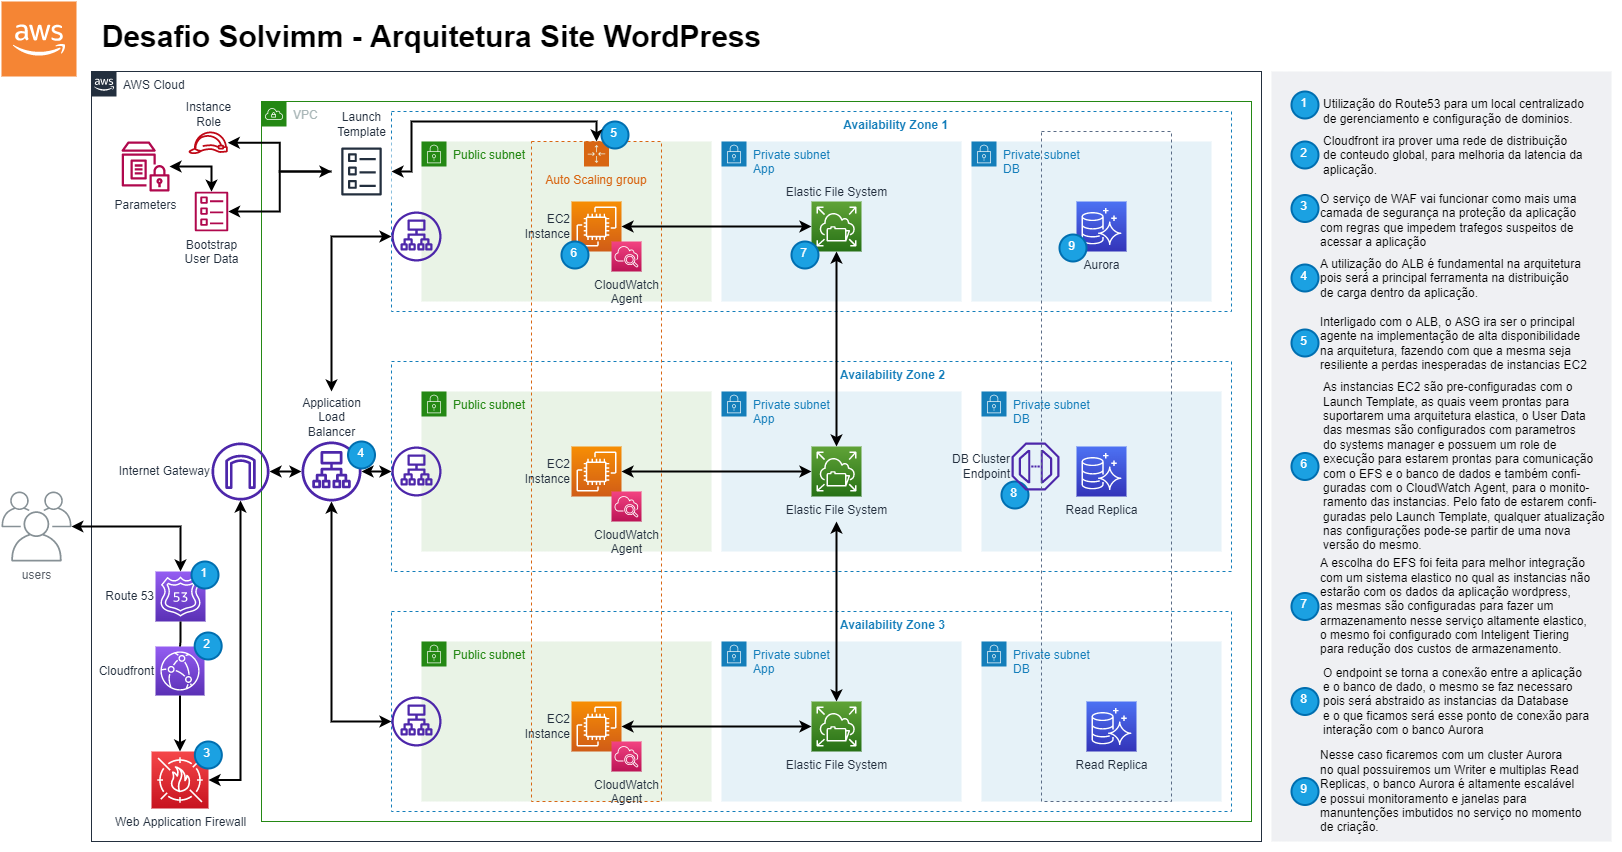 aws
Desafio Solvimm - Arquitetura Site WordPress
aws
AWS Cloud
Instance
Role
Parameters
Bootstrap
User Data
VPC
Launch
Template
Availability Zone 1
Public subnet
5
Auto Scaling group
EC2
Instance
6
CloudWatch
Agent
Private subnet
App
Elastic File System
7
Private subnet
DB
9
Aurora
Availability Zone 2
Public subnet
Application
Load
Balancer
4
Internet Gateway
EC2
Instance
CloudWatch
Agent
Private subnet
App
Elastic File System
Private subnet
DB
DB Cluster
Endpoint
8
Read Replica
Availability Zone 3
Public subnet
EC2
Instance
CloudWatch
Agent
Private subnet
App
Elastic File System
Private subnet
DB
Read Replica
users
Route 53
53
1
Cloudfront
2
3
Web Application Firewall
1
Utilização do Route53 para um local centralizado
de gerenciamento e configuração de dominios.
2
Cloudfront ira prover uma rede de distribuição
de conteudo global, para melhoria da latencia da
aplicação.
3
O serviço de WAF vai funcionar como mais uma
camada de segurança na proteção da aplicação
com regras que impedem trafegos suspeitos de
acessar a aplicação
4
A utilização do ALB é fundamental na arquitetura
pois será a principal ferramenta na distribuição
de carga dentro da aplicação.
5
Interligado com o ALB, o ASG ira ser o principal
agente na implementação de alta disponibilidade
na arquitetura, fazendo com que a mesma seja
resiliente a perdas inesperadas de instancias EC2
6
As instancias EC2 são pre-configuradas com o
Launch Template, as quais veem prontas para
suportarem uma arquitetura elastica, o User Data
das mesmas são configurados com parametros
do systems manager e possuem um role de
execução para estarem prontas para comunicação
com o EFS e o banco de dados e também confi-
guradas com o CloudWatch Agent, para o monito-
ramento das instancias. Pelo fato de estarem confi-
guradas pelo Launch Template, qualquer atualização
nas configurações pode-se partir de uma nova
versão do mesmo.
7
A escolha do EFS foi feita para melhor integração
com um sistema elastico no qual as instancias não
estarão com os dados da aplicação wordpress,
as mesmas são configuradas para fazer um
armazenamento nesse serviço altamente elastico,
o mesmo foi configurado com Inteligent Tiering
para redução dos custos de armazenamento.
8
O endpoint se torna a conexão entre a aplicação
e o banco de dado, o mesmo se faz necessaro
pois será abstraido as instancias da Database
e o que ficamos será esse ponto de conexão para
interação com o banco Aurora
9
Nesse caso ficaremos com um cluster Aurora
no qual possuiremos um Writer e multiplas Read
Replicas, o banco Aurora é altamente escalável
e possui monitoramento e janelas para
manuntenções imbutidos no serviço no momento
de criação.